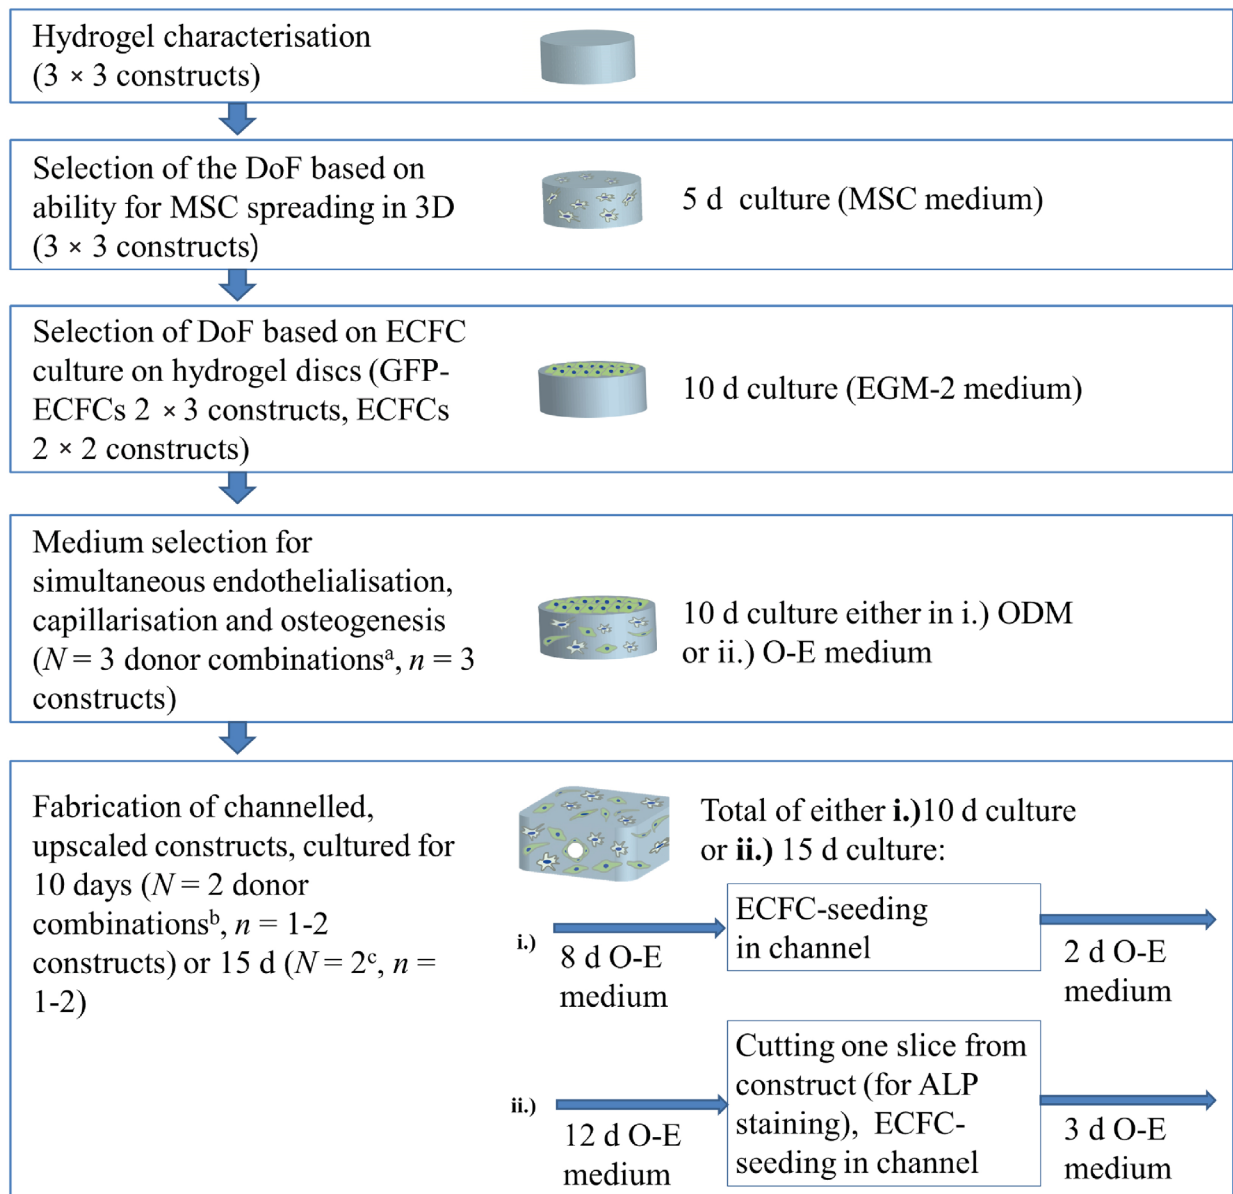 Hydrogel characterisation
(3 × 3 constructs)
Selection of the DoF based on
ability for MSC spreading in 3D
(3 × 3 constructs)
5 d culture (MSC medium)
Selection of DoF based on ECFC
culture on hydrogel discs (GFP-
ECFCs 2 × 3 constructs, ECFCs
2 × 2 constructs)
10 d culture (EGM-2 medium)
Medium selection for
simultaneous endothelialisation,
capillarisation and osteogenesis
(N = 3 donor combinationsᵃ, n = 3
constructs)
10 d culture either in i.) ODM
or ii.) O-E medium
Fabrication of channelled,
upscaled constructs, cultured for
10 days (N = 2 donor
combinationsᵇ, n = 1-2
constructs) or 15 d (N = 2ᶜ, n =
1-2)
Total of either i.)10 d culture
or ii.) 15 d culture:
i.)
8 d O-E
medium
ECFC-seeding
in channel
2 d O-E
medium
ii.)
12 d O-E
medium
Cutting one slice from
construct (for ALP
staining), ECFC-
seeding in channel
3 d O-E
medium